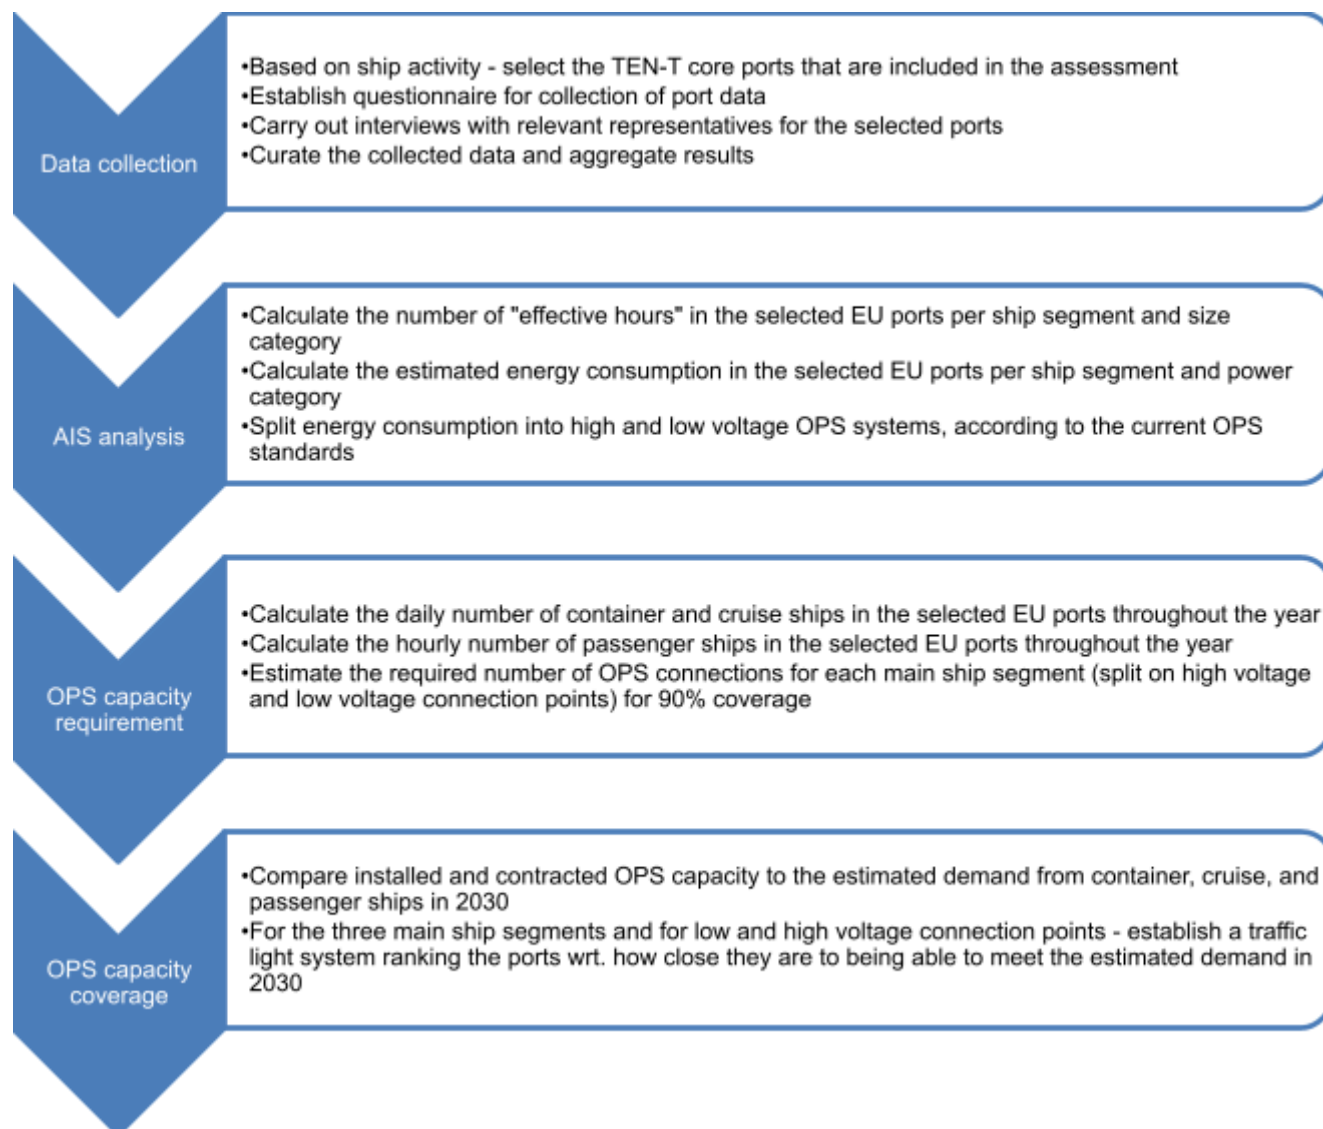 Data collection
•Based on ship activity - select the TEN-T core ports that are included in the assessment
•Establish questionnaire for collection of port data
•Carry out interviews with relevant representatives for the selected ports
•Curate the collected data and aggregate results
AIS analysis
•Calculate the number of "effective hours" in the selected EU ports per ship segment and size
category
•Calculate the estimated energy consumption in the selected EU ports per ship segment and power
category
•Split energy consumption into high and low voltage OPS systems, according to the current OPS
standards
OPS capacity
requirement
•Calculate the daily number of container and cruise ships in the selected EU ports throughout the year
•Calculate the hourly number of passenger ships in the selected EU ports throughout the year
•Estimate the required number of OPS connections for each main ship segment (split on high voltage
and low voltage connection points) for 90% coverage
OPS capacity
coverage
•Compare installed and contracted OPS capacity to the estimated demand from container, cruise, and
passenger ships in 2030
•For the three main ship segments and for low and high voltage connection points - establish a traffic
light system ranking the ports wrt. how close they are to being able to meet the estimated demand in
2030